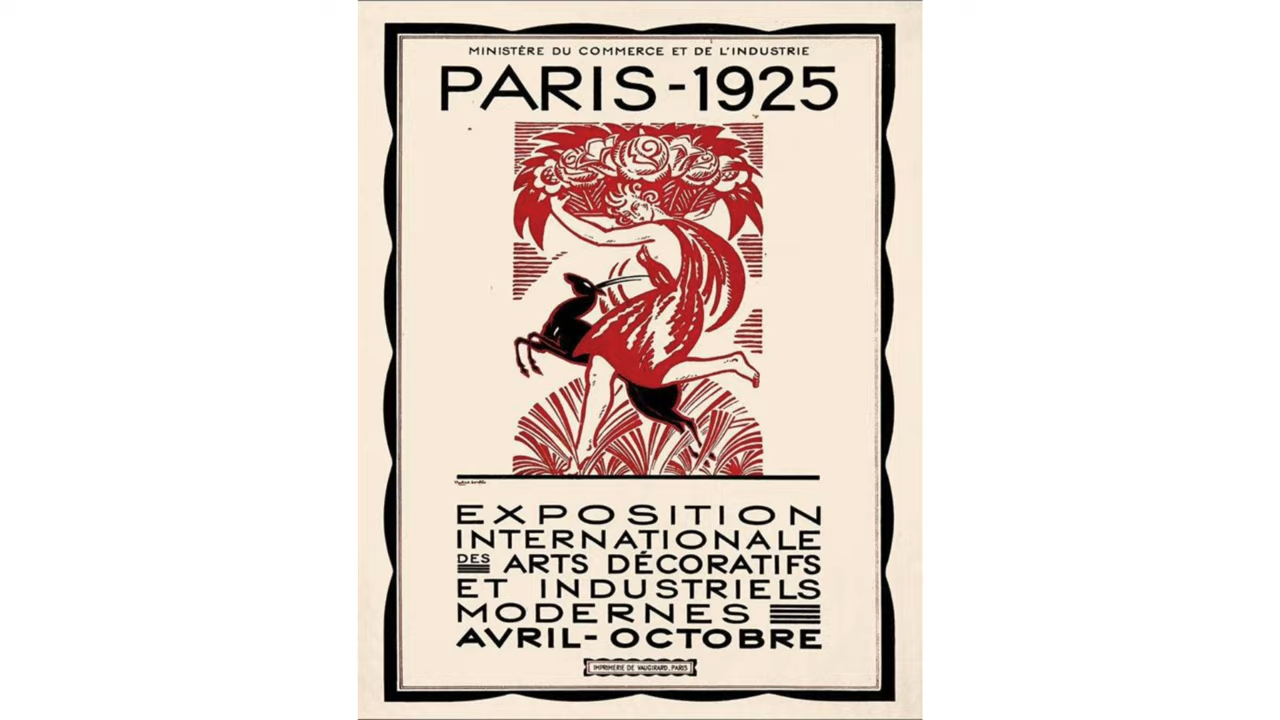 MINISTÈRE DU COMMERCE ET DE L'INDUSTRIE
PARIS-1925
EXPOSITION
INTERNATIONALE
DES ARTS DÉCORATIFS
ET INDUSTRIELS
MODERNES
AVRIL-OCTOBRE
IMPRIMERIE DE VAUGIRARD, PARIS